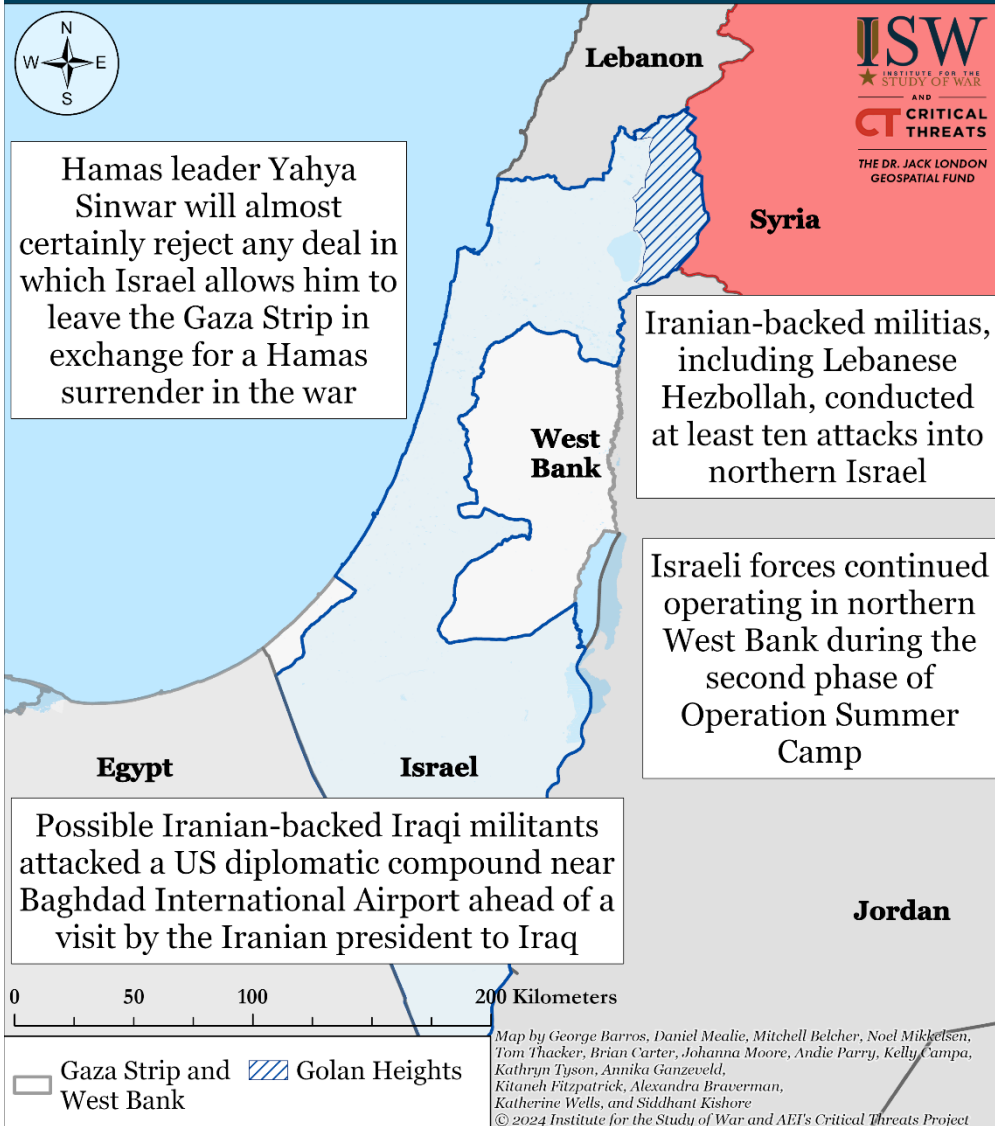 N
W
E
S
Lebanon
ISW
INSTITUTE FOR THE
STUDY OF WAR
AND
CT CRITICAL
THREATS
THE DR. JACK LONDON
GEOSPATIAL FUND
Hamas leader Yahya
Sinwar will almost
certainly reject any deal in
which Israel allows him to
leave the Gaza Strip in
exchange for a Hamas
surrender in the war
Syria
Iranian-backed militias,
including Lebanese
Hezbollah, conducted
at least ten attacks into
northern Israel
West
Bank
Israeli forces continued
operating in northern
West Bank during the
second phase of
Operation Summer
Camp
Egypt
Israel
Possible Iranian-backed Iraqi militants
attacked a US diplomatic compound near
Baghdad International Airport ahead of a
visit by the Iranian president to Iraq
Jordan
0 50 100 200 Kilometers
Gaza Strip and
West Bank
Golan Heights
Map by George Barros, Daniel Mealie, Mitchell Belcher, Noel Mikkelsen,
Tom Thacker, Brian Carter, Johanna Moore, Andie Parry, Kelly Campa,
Kathryn Tyson, Annika Ganzeveld,
Kitaneh Fitzpatrick, Alexandra Braverman,
Katherine Wells, and Siddhant Kishore
© 2024 Institute for the Study of War and AEI's Critical Threats Project